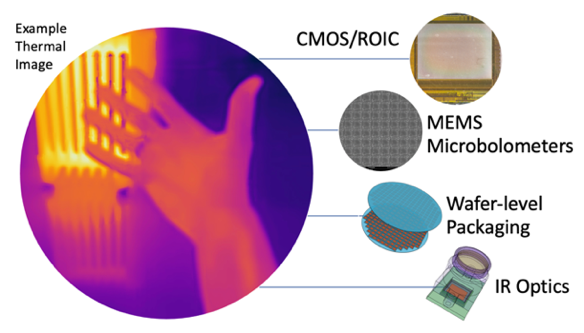 Example
Thermal
Image
CMOS/ROIC
MEMS
Microbolometers
Wafer-level
Packaging
IR Optics